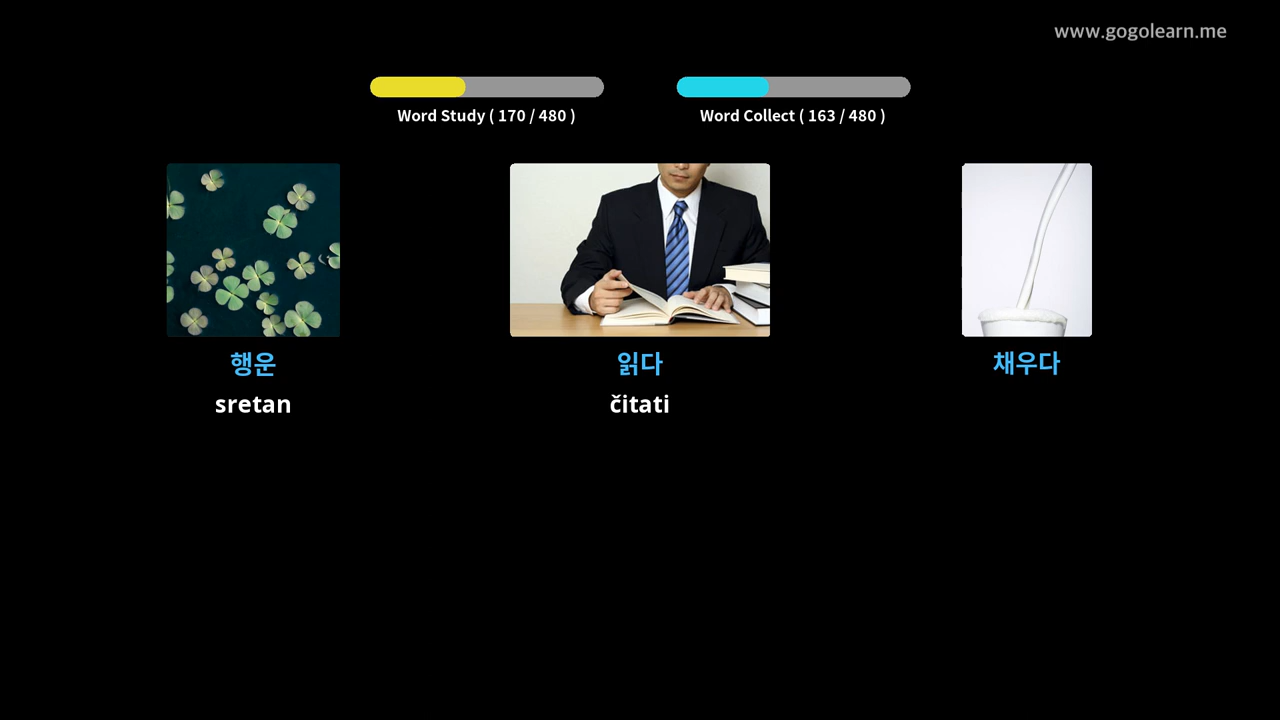 www.gogolearn.me
Word Study ( 170 / 480 )
Word Collect ( 163 / 480 )
행운
읽다
채우다
sretan
čitati